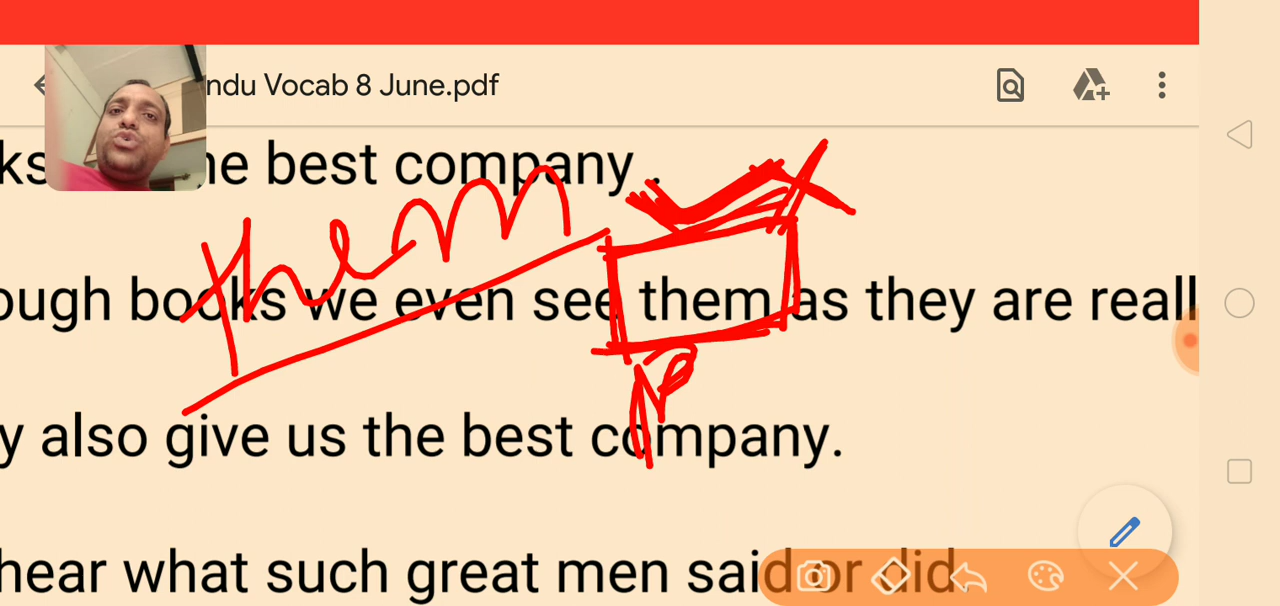 ndu Vocab 8 June.pdf
ks he best company.
them
ough books we even see them as they are reall
y also give us the best company.
hear what such great men said or did